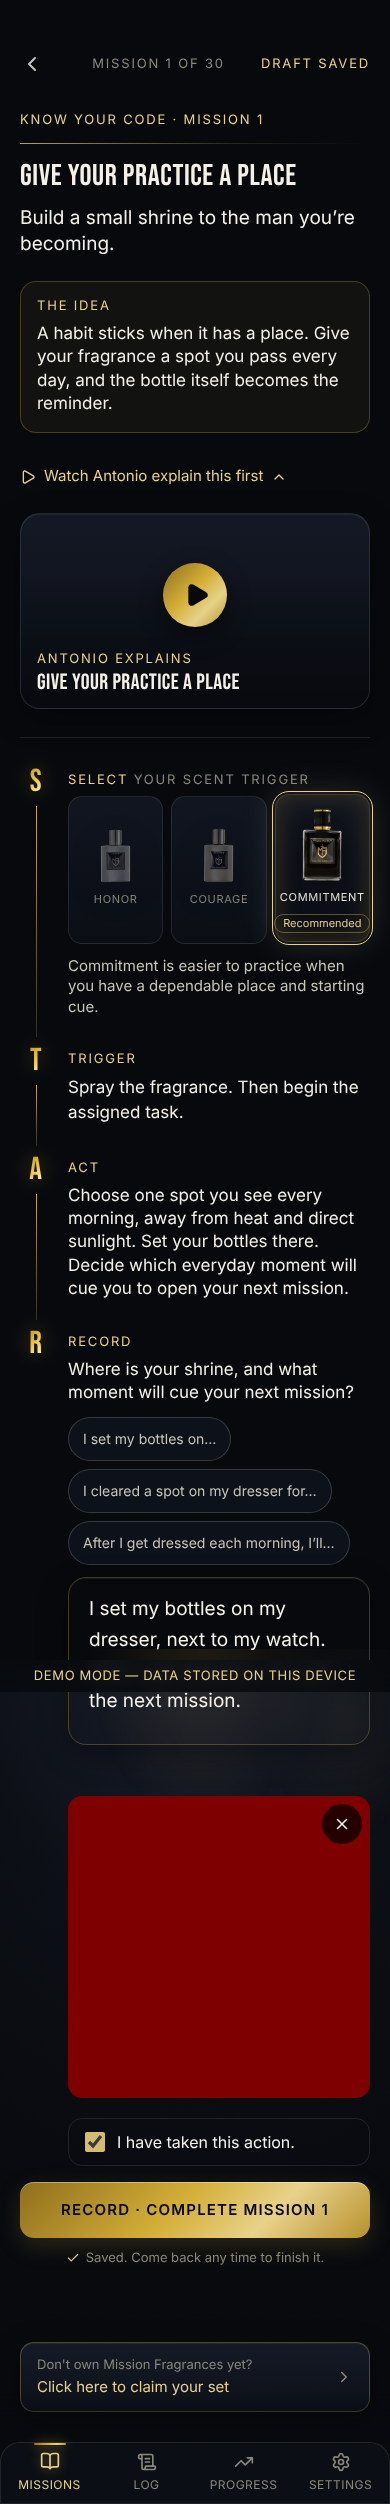 MISSION 1 OF 30
DRAFT SAVED
KNOW YOUR CODE · MISSION 1
GIVE YOUR PRACTICE A PLACE
Build a small shrine to the man you’re
becoming.
THE IDEA
A habit sticks when it has a place. Give
your fragrance a spot you pass every
day, and the bottle itself becomes the
reminder.
Watch Antonio explain this first
ANTONIO EXPLAINS
GIVE YOUR PRACTICE A PLACE
S
SELECT YOUR SCENT TRIGGER
HONOR
COURAGE
COMMITMENT
Recommended
Commitment is easier to practice when
you have a dependable place and starting
cue.
T
TRIGGER
Spray the fragrance. Then begin the
assigned task.
A
ACT
Choose one spot you see every
morning, away from heat and direct
sunlight. Set your bottles there.
Decide which everyday moment will
cue you to open your next mission.
R
RECORD
Where is your shrine, and what
moment will cue your next mission?
I set my bottles on...
I cleared a spot on my dresser for...
After I get dressed each morning, I’ll...
I set my bottles on my
dresser, next to my watch.
DEMO MODE — DATA STORED ON THIS DEVICE
the next mission.
I have taken this action.
RECORD · COMPLETE MISSION 1
Saved. Come back any time to finish it.
Don't own Mission Fragrances yet?
Click here to claim your set
MISSIONS
LOG
PROGRESS
SETTINGS